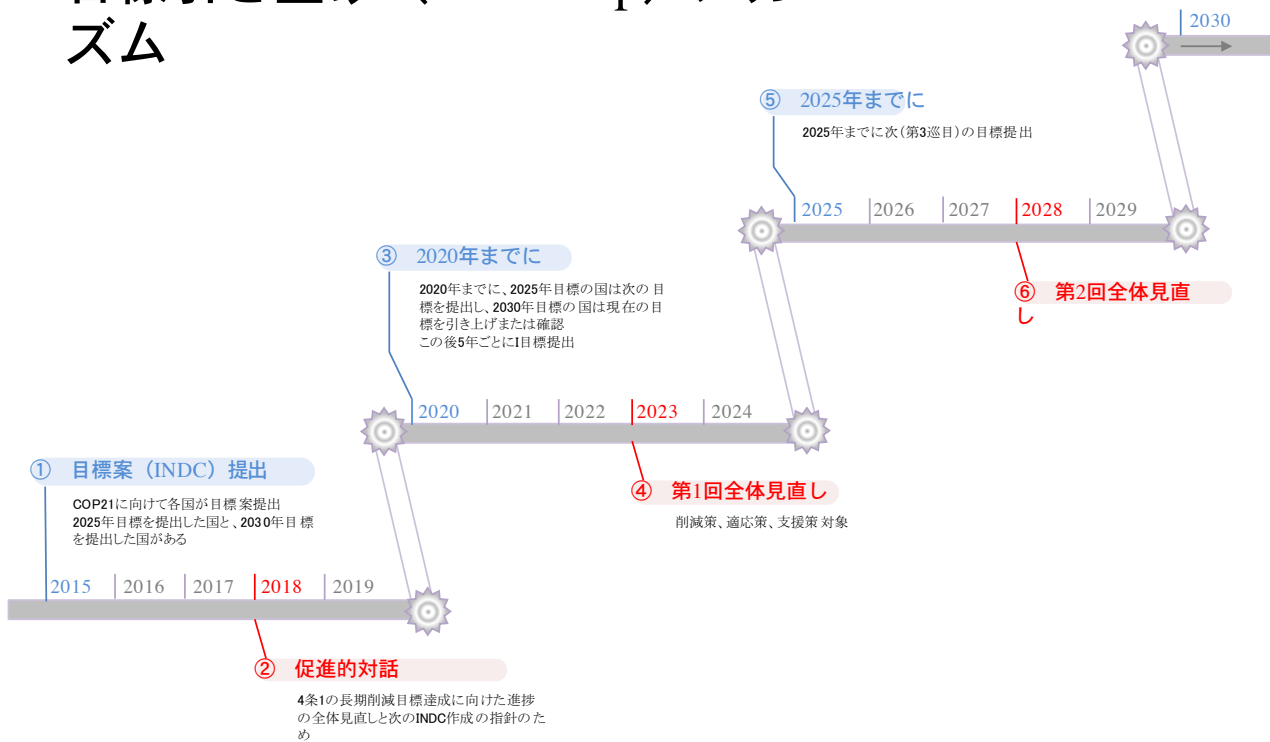 ズム
2030
⑤ 2025年までに
2025年までに次(第3巡目)の目標提出
2025 2026 2027 2028 2029
⑥ 第2回全体見直
し
③ 2020年までに
2020年までに、2025年目標の国は次の目
標を提出し、2030年目標の国は現在の目
標を引き上げまたは確認
この後5年ごとにI目標提出
2020 2021 2022 2023 2024
④ 第1回全体見直し
削減策、適応策、支援策対象
① 目標案（INDC）提出
COP21に向けて各国が目標案提出
2025年目標を提出した国と、2030年目標
を提出した国がある
2015 2016 2017 2018 2019
② 促進的対話
4条1の長期削減目標達成に向けた進捗
の全体見直しと次のINDC作成の指針のた
め